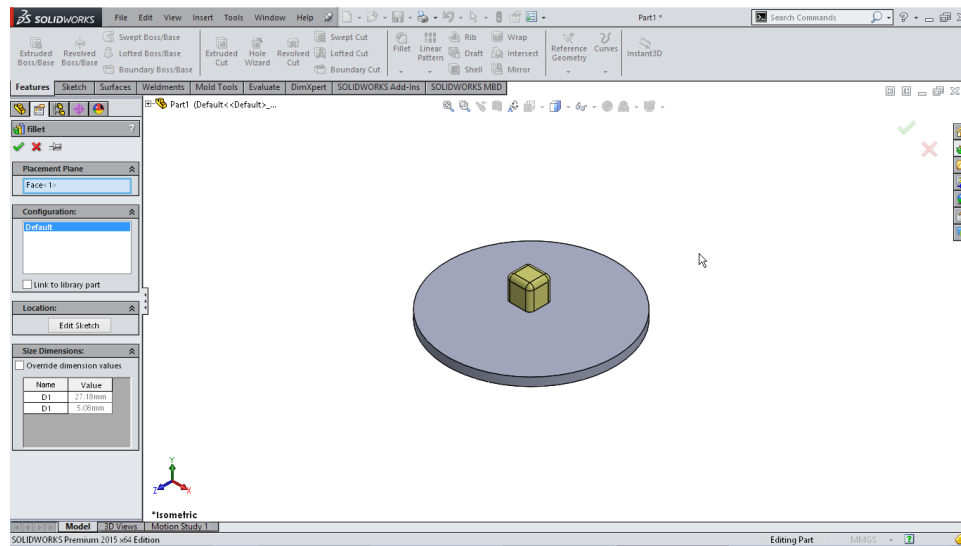 SOLIDWORKS File Edit View Insert Tools Window Help Part1 * Search Commands
Extruded Boss/Base
Revolved Boss/Base
Swept Boss/Base
Lofted Boss/Base
Boundary Boss/Base
Extruded Cut
Hole Wizard
Revolved Cut
Swept Cut
Lofted Cut
Boundary Cut
Fillet
Linear Pattern
Rib
Draft
Shell
Wrap
Intersect
Mirror
Reference Geometry
Curves
Instant3D
Features Sketch Surfaces Weldments Mold Tools Evaluate DimXpert SOLIDWORKS Add-Ins SOLIDWORKS MBD
Part1 (Default<<Default>_...
fillet ?
Placement Plane
Face<1>
Configuration:
Default
Link to library part
Location:
Edit Sketch
Size Dimensions:
Override dimension values
Name Value
D1 27.18mm
D1 5.08mm
Y
Z X
*Isometric
Model 3D Views Motion Study 1
SOLIDWORKS Premium 2015 x64 Edition Editing Part MMGS